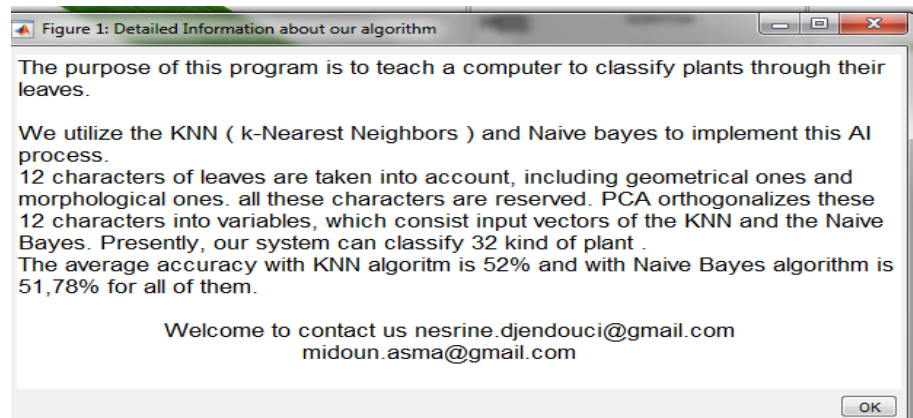 Figure 1: Detailed Information about our algorithm
The purpose of this program is to teach a computer to classify plants through their
leaves.
We utilize the KNN ( k-Nearest Neighbors ) and Naive bayes to implement this AI
process.
12 characters of leaves are taken into account, including geometrical ones and
morphological ones. all these characters are reserved. PCA orthogonalizes these
12 characters into variables, which consist input vectors of the KNN and the Naive
Bayes. Presently, our system can classify 32 kind of plant .
The average accuracy with KNN algoritm is 52% and with Naive Bayes algorithm is
51,78% for all of them.
Welcome to contact us nesrine.djendouci@gmail.com
midoun.asma@gmail.com
OK